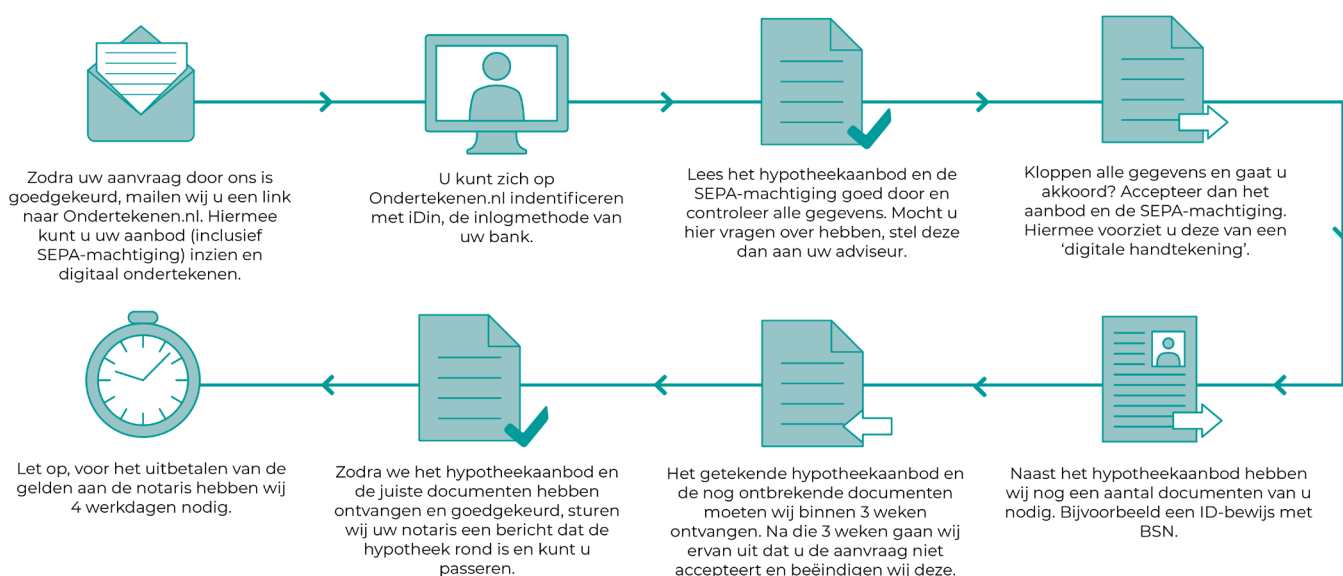 Zodra uw aanvraag door ons is
goedgekeurd, mailen wij u een link
naar Ondertekenen.nl. Hiermee
kunt u uw aanbod (inclusief
SEPA-machtiging) inzien en
digitaal ondertekenen.
U kunt zich op
Ondertekenen.nl indentificeren
met iDin, de inlogmethode van
uw bank.
Lees het hypotheekaanbod en de
SEPA-machtiging goed door en
controleer alle gegevens. Mocht u
hier vragen over hebben, stel deze
dan aan uw adviseur.
Kloppen alle gegevens en gaat u
akkoord? Accepteer dan het
aanbod en de SEPA-machtiging.
Hiermee voorziet u deze van een
‘digitale handtekening’.
Naast het hypotheekaanbod hebben
wij nog een aantal documenten van u
nodig. Bijvoorbeeld een ID-bewijs met
BSN.
Het getekende hypotheekaanbod en
de nog ontbrekende documenten
moeten wij binnen 3 weken
ontvangen. Na die 3 weken gaan wij
ervan uit dat u de aanvraag niet
accepteert en beëindigen wij deze.
Zodra we het hypotheekaanbod en
de juiste documenten hebben
ontvangen en goedgekeurd, sturen
wij uw notaris een bericht dat de
hypotheek rond is en kunt u
passeren.
Let op, voor het uitbetalen van de
gelden aan de notaris hebben wij
4 werkdagen nodig.